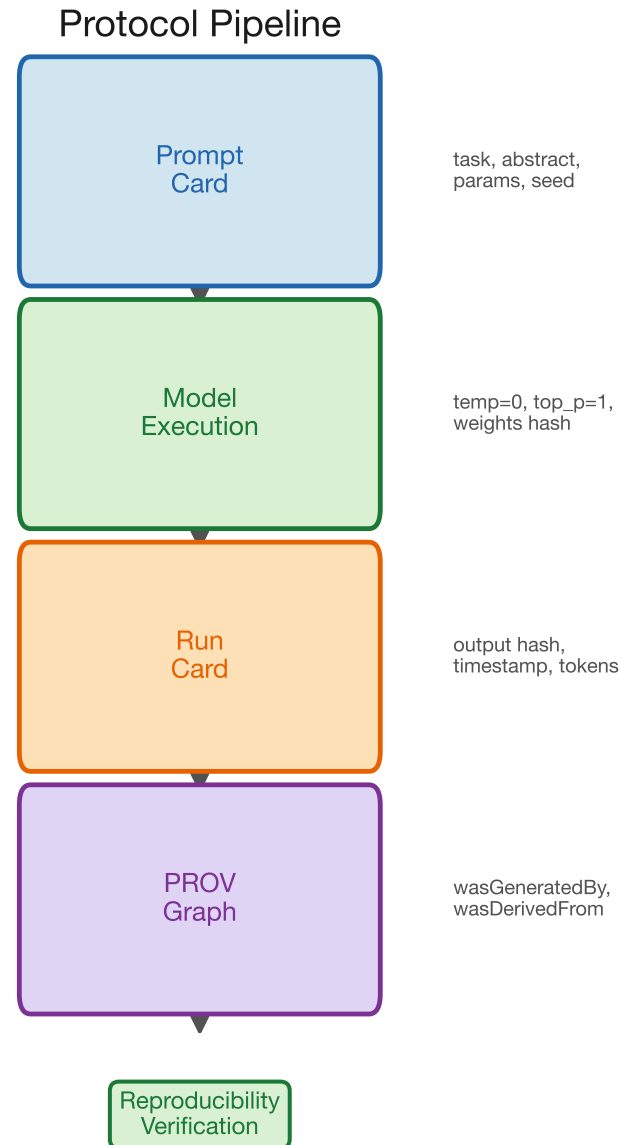 Protocol Pipeline
Prompt
Card
task, abstract,
params, seed
Model
Execution
temp=0, top_p=1,
weights hash
Run
Card
output hash,
timestamp, tokens
PROV
Graph
wasGeneratedBy,
wasDerivedFrom
Reproducibility
Verification